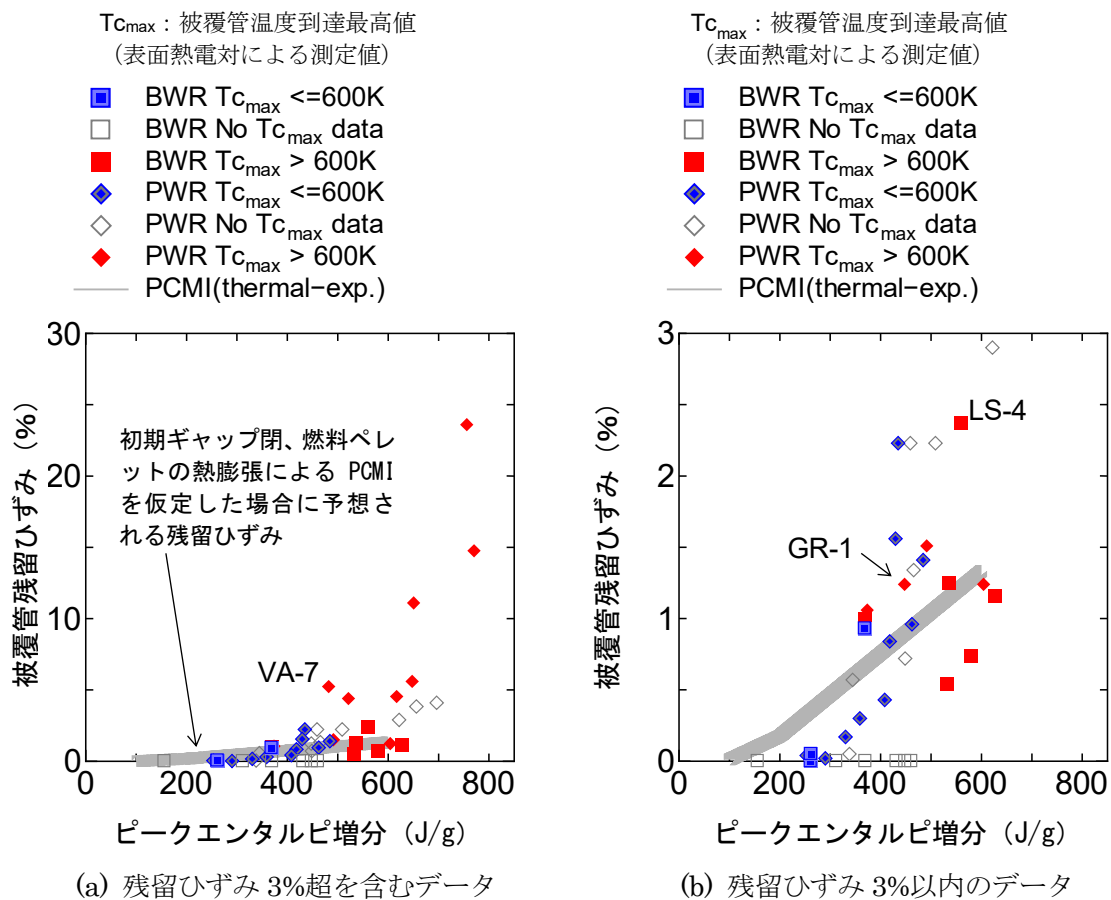 Tcmax：被覆管温度到達最高値
(表面熱電対による測定値)
BWR Tcmax <=600K
BWR No Tcmax data
BWR Tcmax > 600K
PWR Tcmax <=600K
PWR No Tcmax data
PWR Tcmax > 600K
PCMI(thermal−exp.)
30
20
10
0
0 200 400 600 800
被覆管残留ひずみ（%）
初期ギャップ閉、燃料ペレ
ットの熱膨張による PCMI
を仮定した場合に予想さ
れる残留ひずみ
VA-7
ピークエンタルピ増分（J/g）
(a) 残留ひずみ 3%超を含むデータ
Tcmax：被覆管温度到達最高値
(表面熱電対による測定値)
BWR Tcmax <=600K
BWR No Tcmax data
BWR Tcmax > 600K
PWR Tcmax <=600K
PWR No Tcmax data
PWR Tcmax > 600K
PCMI(thermal−exp.)
3
2
1
0
0 200 400 600 800
被覆管残留ひずみ（%）
LS-4
GR-1
ピークエンタルピ増分（J/g）
(b) 残留ひずみ 3%以内のデータ